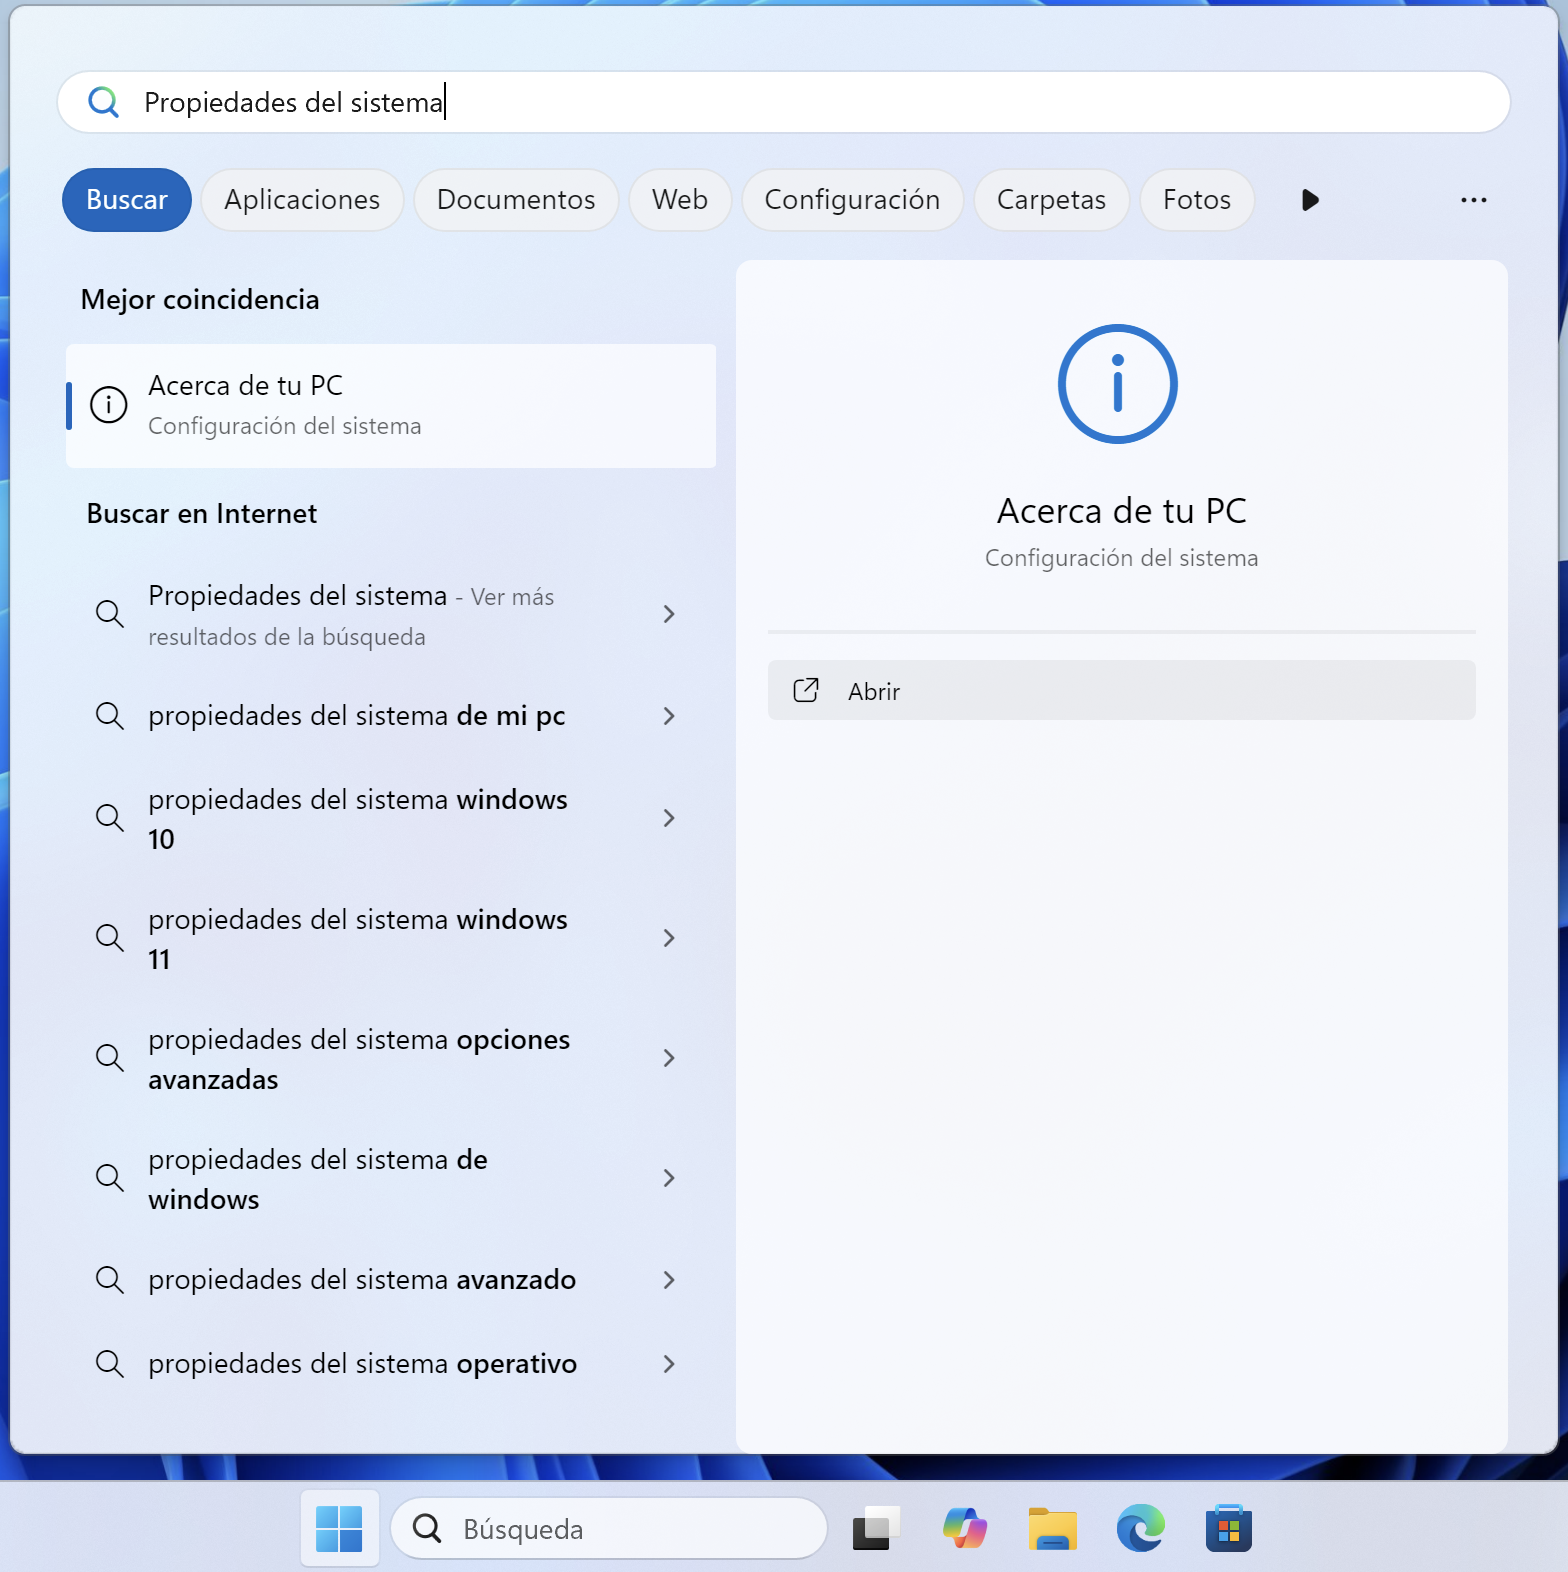 Propiedades del sistema
Buscar
Aplicaciones
Documentos
Web
Configuración
Carpetas
Fotos
Mejor coincidencia
Acerca de tu PC
Configuración del sistema
Buscar en Internet
Propiedades del sistema - Ver más
resultados de la búsqueda
propiedades del sistema de mi pc
propiedades del sistema windows
10
propiedades del sistema windows
11
propiedades del sistema opciones
avanzadas
propiedades del sistema de
windows
propiedades del sistema avanzado
propiedades del sistema operativo
Acerca de tu PC
Configuración del sistema
Abrir
Búsqueda